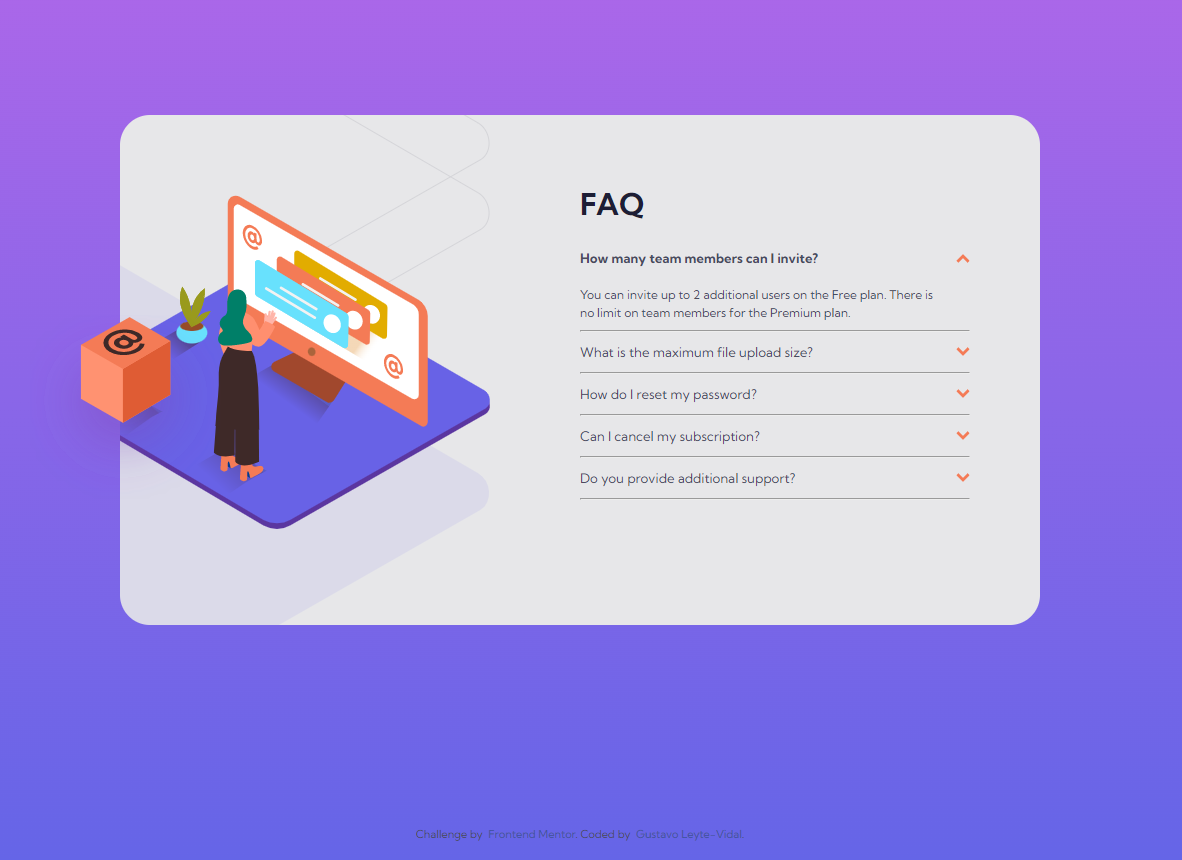 FAQ
How many team members can I invite?
You can invite up to 2 additional users on the Free plan. There is
no limit on team members for the Premium plan.
What is the maximum file upload size?
How do I reset my password?
Can I cancel my subscription?
Do you provide additional support?
@
@
@
Challenge by Frontend Mentor. Coded by Gustavo Leyte-Vidal.